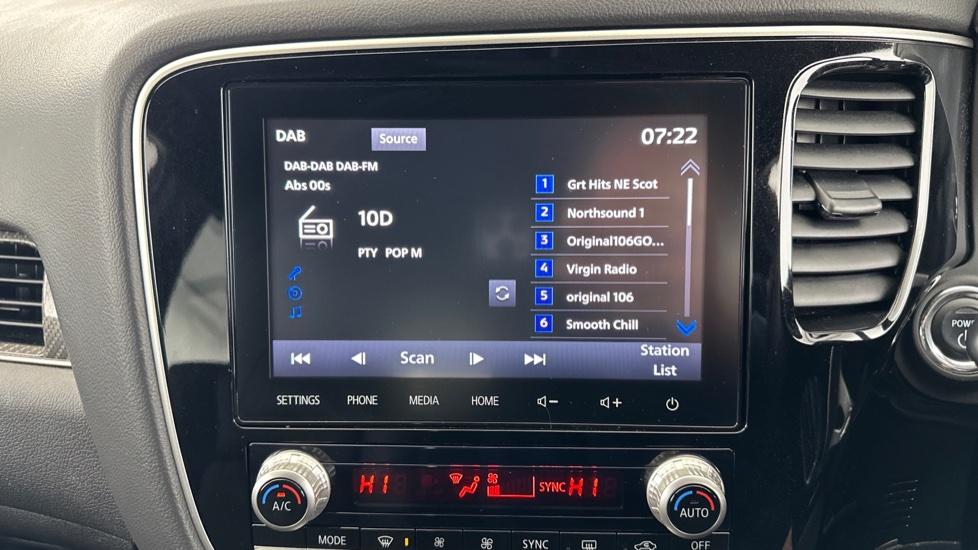 DAB Source 07:22
DAB-DAB DAB-FM
Abs 00s
10D
PTY POP M
1 Grt Hits NE Scot
2 Northsound 1
3 Original106GO...
4 Virgin Radio
5 original 106
6 Smooth Chill
Scan
Station
List
SETTINGS PHONE MEDIA HOME
HI SYNC HI
A/C AUTO
MODE SYNC OFF
POW